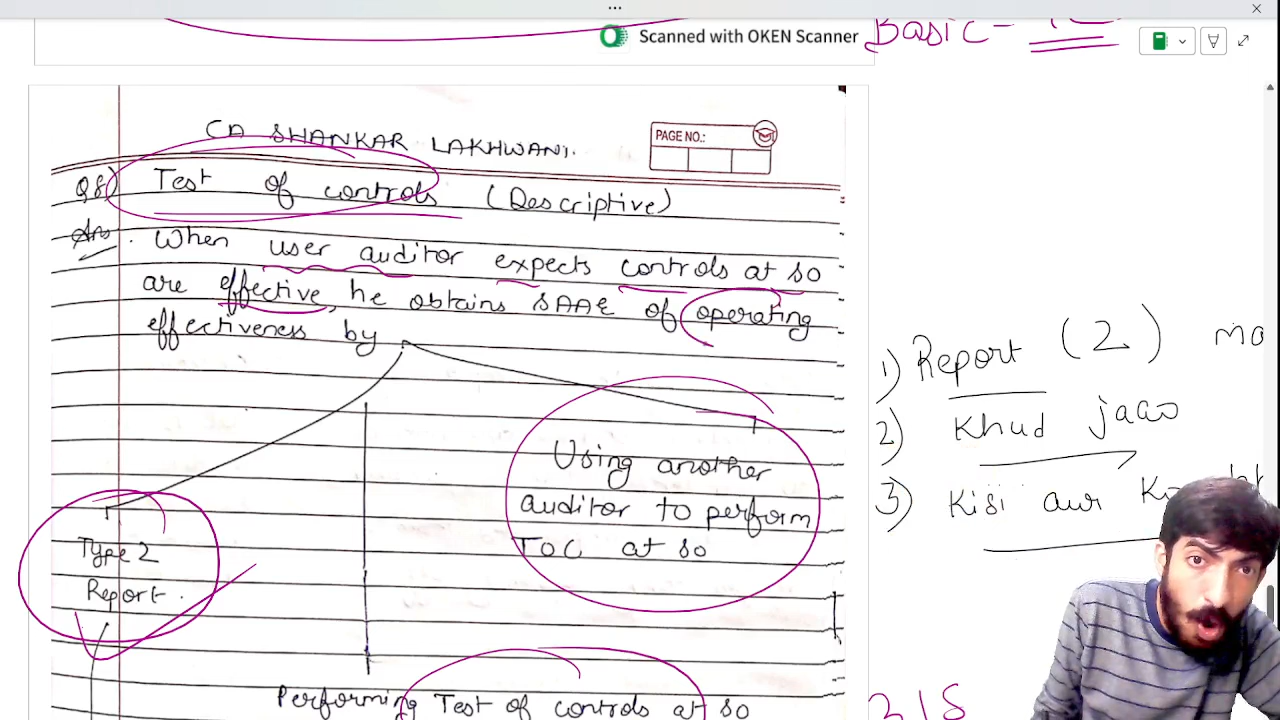 Scanned with OKEN Scanner
Basic -
CA SHANKAR LAKHWANI.
PAGE NO.:
Q8) Test of controls (Descriptive)
Ans. When user auditor expects controls at SO
are effective, he obtains SAAE of operating
effectiveness by
Using another
auditor to perform
TOC at SO
Type 2
Report.
Performing Test of controls at SO
1) Report (2)
2) Khud jaao
3) Kisi aur
315